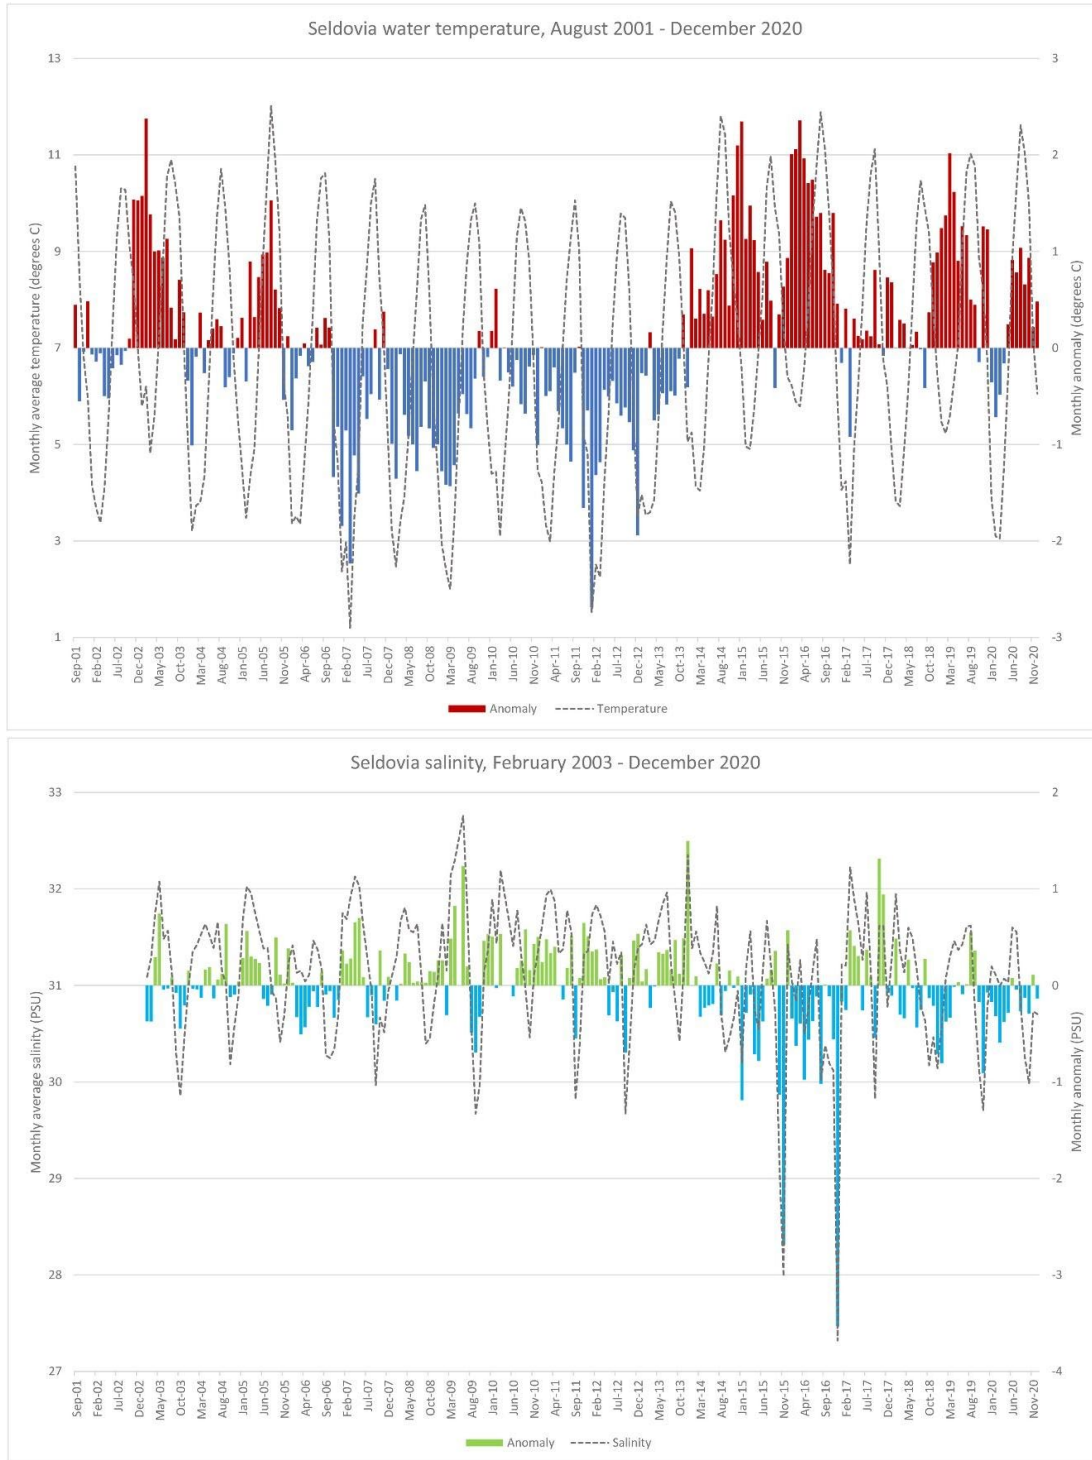 Seldovia water temperature, August 2001 - December 2020
13
11
9
7
5
3
1
3
2
1
0
-1
-2
-3
Monthly average temperature (degrees C)
Monthly anomaly (degrees C)
Sep-01 Feb-02 Jul-02 Dec-02 May-03 Oct-03 Mar-04 Aug-04 Jan-05 Jun-05 Nov-05 Apr-06 Sep-06 Feb-07 Jul-07 Dec-07 May-08 Oct-08 Mar-09 Aug-09 Jan-10 Jun-10 Nov-10 Apr-11 Sep-11 Feb-12 Jul-12 Dec-12 May-13 Oct-13 Mar-14 Aug-14 Jan-15 Jun-15 Nov-15 Apr-16 Sep-16 Feb-17 Jul-17 Dec-17 May-18 Oct-18 Mar-19 Aug-19 Jan-20 Jun-20 Nov-20
Anomaly Temperature
Seldovia salinity, February 2003 - December 2020
33
32
31
30
29
28
27
2
1
0
-1
-2
-3
-4
Monthly average salinity (PSU)
Monthly anomaly (PSU)
Sep-01 Feb-02 Jul-02 Dec-02 May-03 Oct-03 Mar-04 Aug-04 Jan-05 Jun-05 Nov-05 Apr-06 Sep-06 Feb-07 Jul-07 Dec-07 May-08 Oct-08 Mar-09 Aug-09 Jan-10 Jun-10 Nov-10 Apr-11 Sep-11 Feb-12 Jul-12 Dec-12 May-13 Oct-13 Mar-14 Aug-14 Jan-15 Jun-15 Nov-15 Apr-16 Sep-16 Feb-17 Jul-17 Dec-17 May-18 Oct-18 Mar-19 Aug-19 Jan-20 Jun-20 Nov-20
Anomaly Salinity